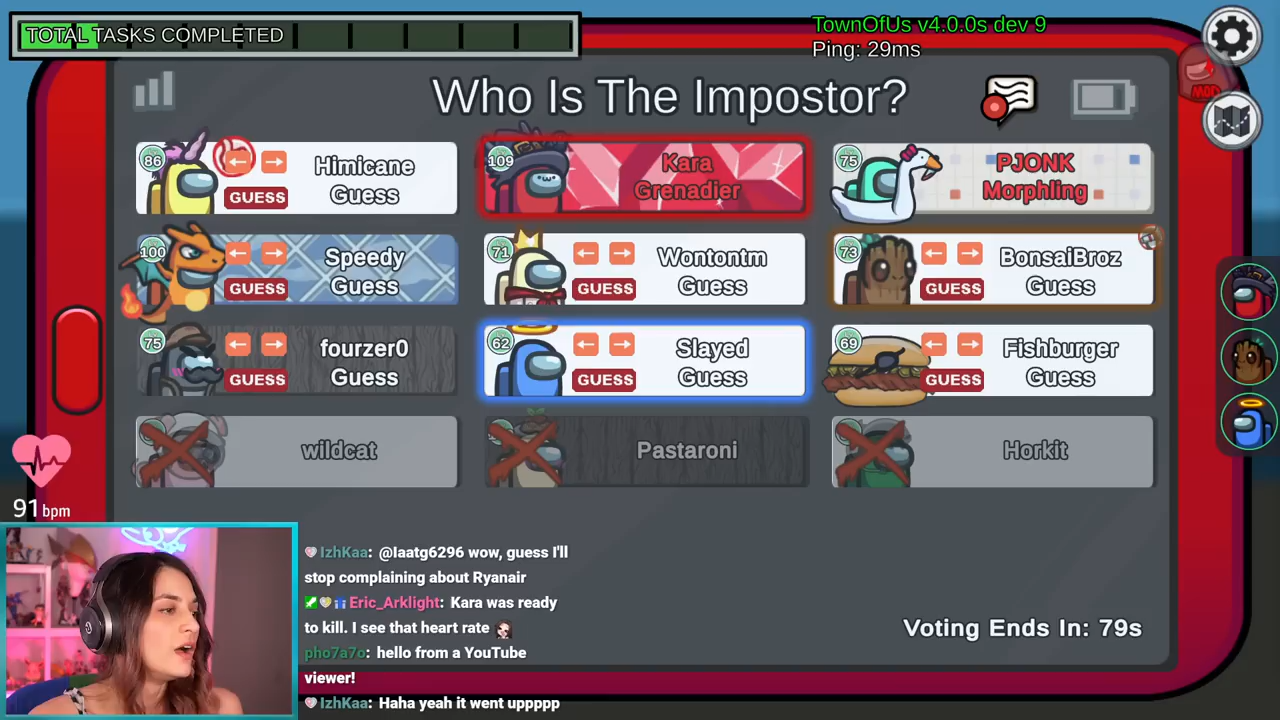 TOTAL TASKS COMPLETED
TownOfUs v4.0.0s dev 9
Ping: 29ms
Who Is The Impostor?
MOD
86
Himicane
GUESS
Guess
109
Kara
Grenadier
75
PJONK
Morphling
100
Speedy
GUESS
Guess
71
Wontontm
GUESS
Guess
73
BonsaiBroz
GUESS
Guess
75
fourzer0
GUESS
Guess
62
Slayed
GUESS
Guess
69
Fishburger
GUESS
Guess
wildcat
Pastaroni
Horkit
91 bpm
IzhKaa: @Iaatg6296 wow, guess I'll
stop complaining about Ryanair
Eric_Arklight: Kara was ready
to kill. I see that heart rate
pho7a7o: hello from a YouTube
viewer!
IzhKaa: Haha yeah it went uppppp
Voting Ends In: 79s